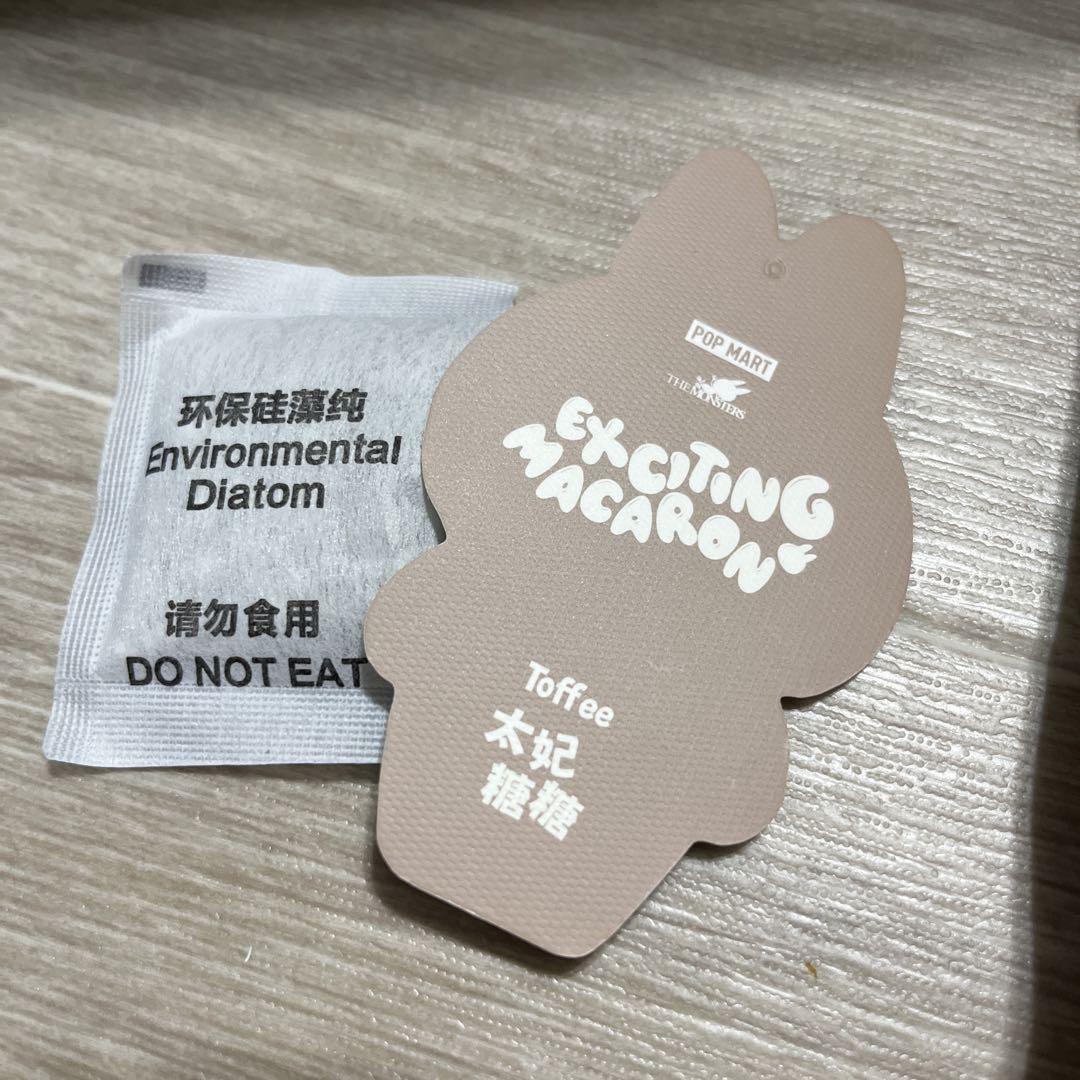 环保硅藻纯
Environmental
Diatom
请勿食用
DO NOT EAT
POP MART
THE MONSTERS
EXCITING
MACARON
Toffee
太妃
糖糖